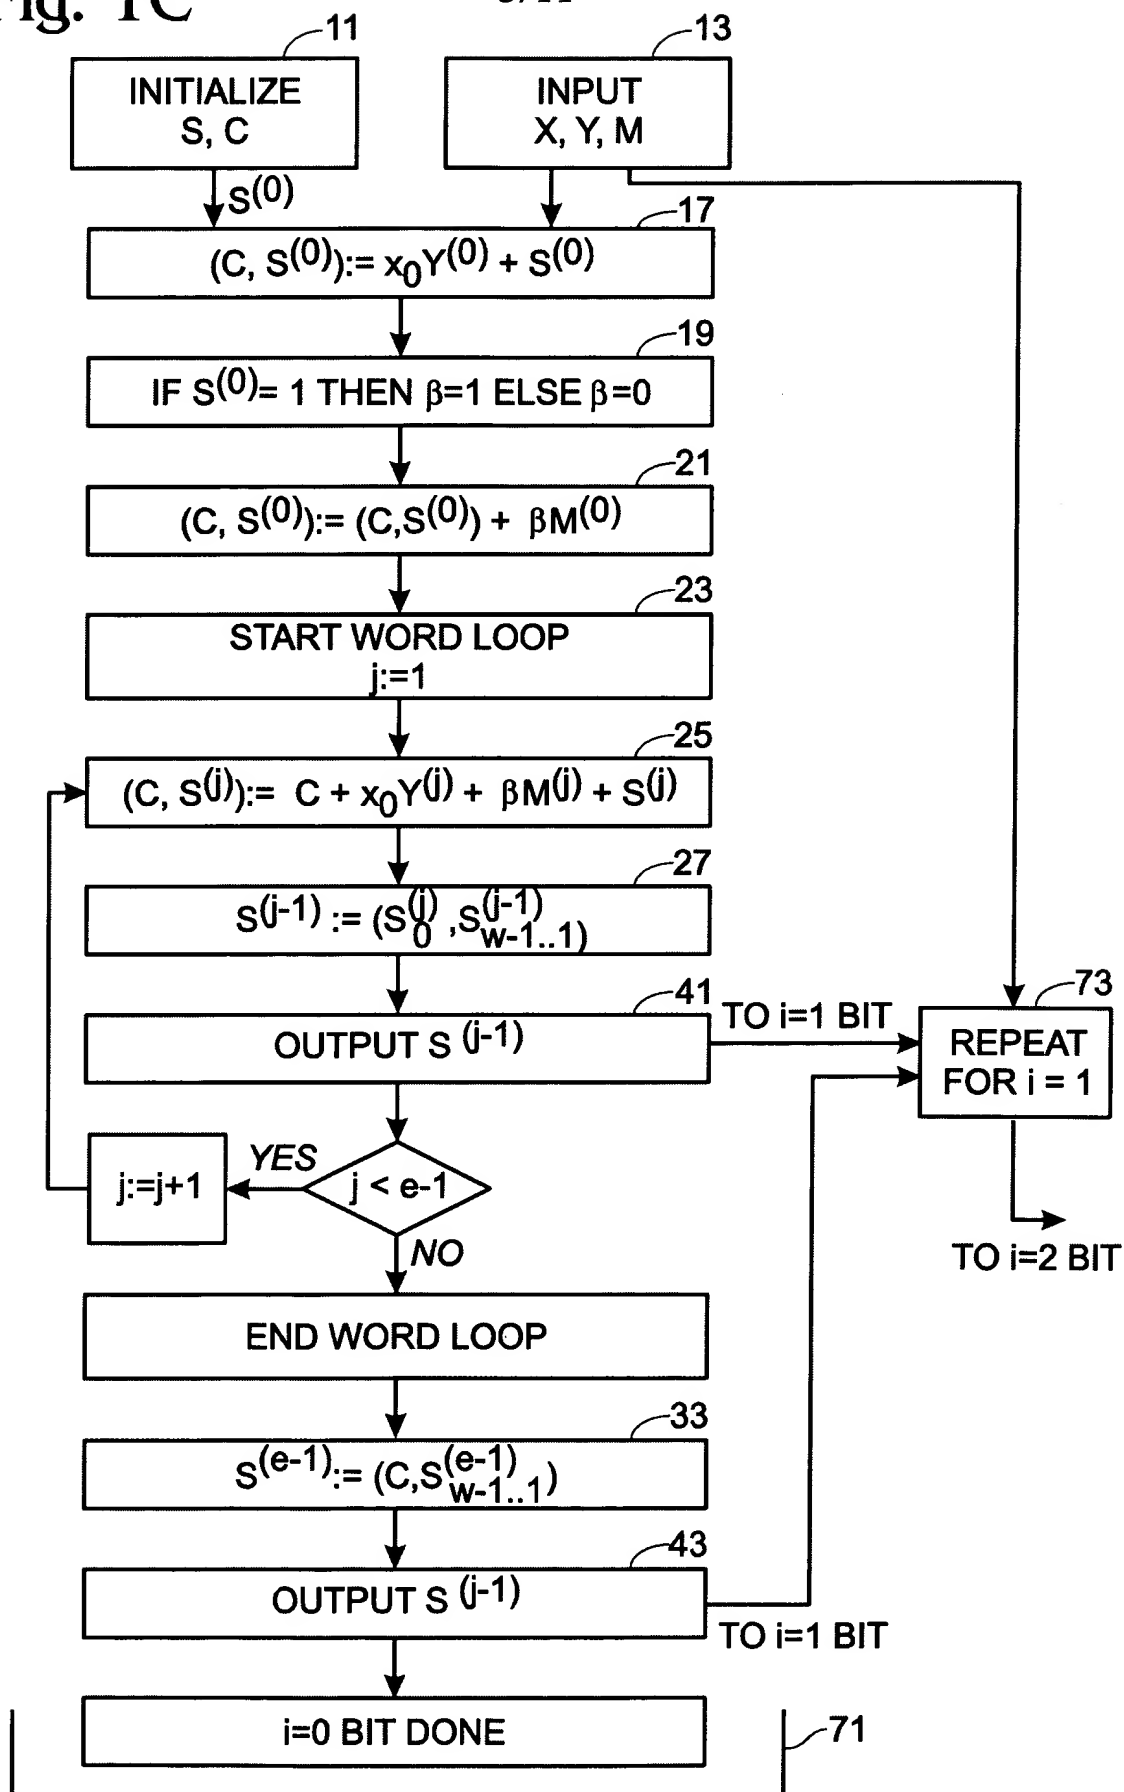 Fig. 1C
11
INITIALIZE
S, C
13
INPUT
X, Y, M
S(0)
17
(C, S(0)):= x0Y(0) + S(0)
19
IF S(0)= 1 THEN β=1 ELSE β=0
21
(C, S(0)):= (C,S(0)) + βM(0)
23
START WORD LOOP
j:=1
25
(C, S(j)):= C + x0Y(j) + βM(j) + S(j)
27
S(j-1) := (S0(j) ,Sw-1..1(j-1))
41
OUTPUT S (j-1)
TO i=1 BIT
73
REPEAT
FOR i = 1
YES
j:=j+1
j < e-1
NO
TO i=2 BIT
END WORD LOOP
33
S(e-1):= (C,Sw-1..1(e-1))
43
OUTPUT S (j-1)
TO i=1 BIT
i=0 BIT DONE
71